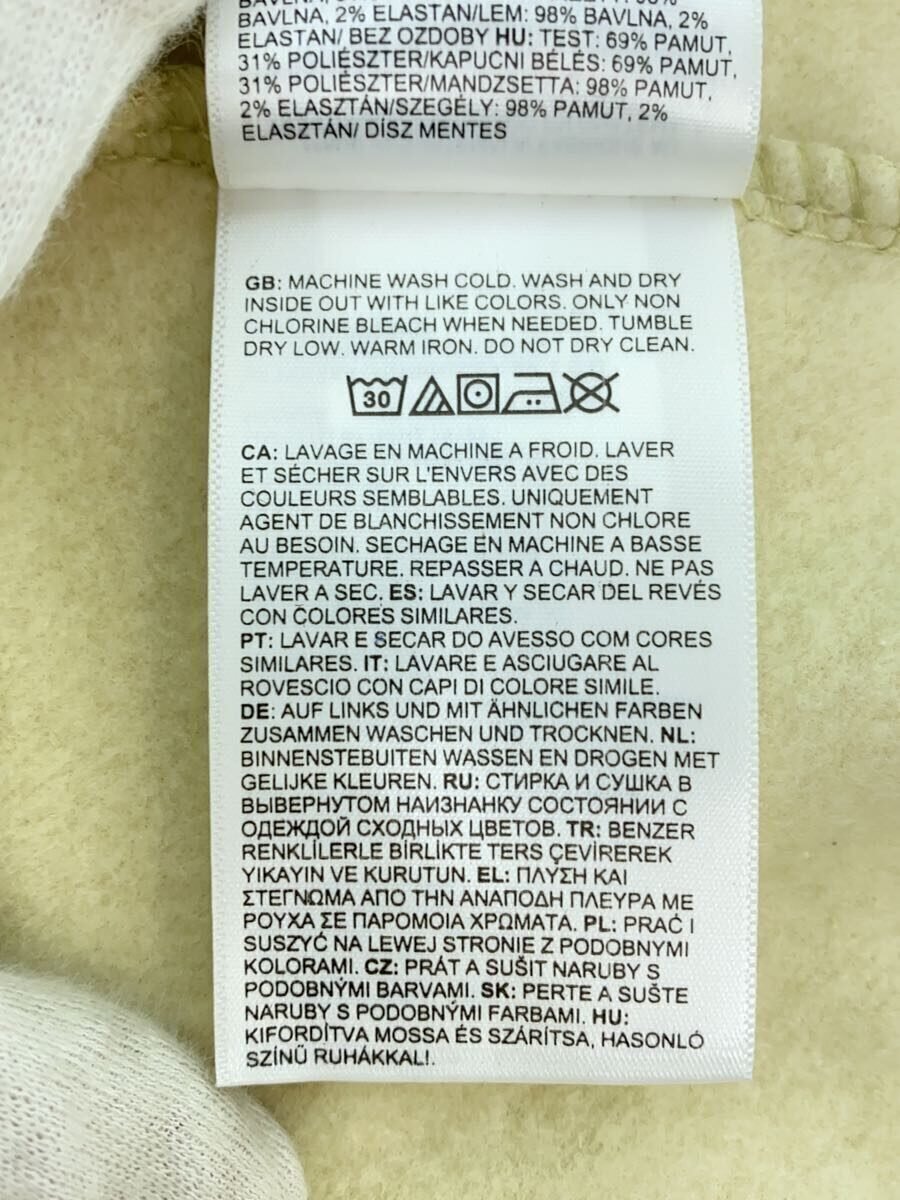 BAVLNA, 2% ELASTAN/LEM: 98% BAVLNA, 2%
ELASTAN/ BEZ OZDOBY HU: TEST: 69% PAMUT,
31% POLIÉSZTER/KAPUCNI BÉLÉS: 69% PAMUT,
31% POLIÉSZTER/MANDZSETTA: 98% PAMUT,
2% ELASZTÁN/SZEGÉLY: 98% PAMUT, 2%
ELASZTÁN/ DÍSZ MENTES
GB: MACHINE WASH COLD. WASH AND DRY
INSIDE OUT WITH LIKE COLORS. ONLY NON
CHLORINE BLEACH WHEN NEEDED. TUMBLE
DRY LOW. WARM IRON. DO NOT DRY CLEAN.
30
CA: LAVAGE EN MACHINE A FROID. LAVER
ET SÉCHER SUR L'ENVERS AVEC DES
COULEURS SEMBLABLES. UNIQUEMENT
AGENT DE BLANCHISSEMENT NON CHLORE
AU BESOIN. SECHAGE EN MACHINE A BASSE
TEMPERATURE. REPASSER A CHAUD. NE PAS
LAVER A SEC. ES: LAVAR Y SECAR DEL REVÉS
CON COLORES SIMILARES.
PT: LAVAR E SECAR DO AVESSO COM CORES
SIMILARES. IT: LAVARE E ASCIUGARE AL
ROVESCIO CON CAPI DI COLORE SIMILE.
DE: AUF LINKS UND MIT ÄHNLICHEN FARBEN
ZUSAMMEN WASCHEN UND TROCKNEN. NL:
BINNENSTEBUITEN WASSEN EN DROGEN MET
GELIJKE KLEUREN. RU: СТИРКА И СУШКА В
ВЫВЕРНУТОМ НАИЗНАНКУ СОСТОЯНИИ С
ОДЕЖДОЙ СХОДНЫХ ЦВЕТОВ. TR: BENZER
RENKLİLERLE BİRLİKTE TERS ÇEVİREREK
YIKAYIN VE KURUTUN. EL: ΠΛΥΣΗ ΚΑΙ
ΣΤΕΓΝΩΜΑ ΑΠΟ ΤΗΝ ΑΝΑΠΟΔΗ ΠΛΕΥΡΑ ΜΕ
ΡΟΥΧΑ ΣΕ ΠΑΡΟΜΟΙΑ ΧΡΩΜΑΤΑ. PL: PRAĆ I
SUSZYĆ NA LEWEJ STRONIE Z PODOBNYMI
KOLORAMI. CZ: PRÁT A SUŠIT NARUBY S
PODOBNÝMI BARVAMI. SK: PERTE A SUŠTE
NARUBY S PODOBNÝMI FARBAMI. HU:
KIFORDÍTVA MOSSA ÉS SZÁRÍTSA, HASONLÓ
SZÍNŰ RUHÁKKAL!.